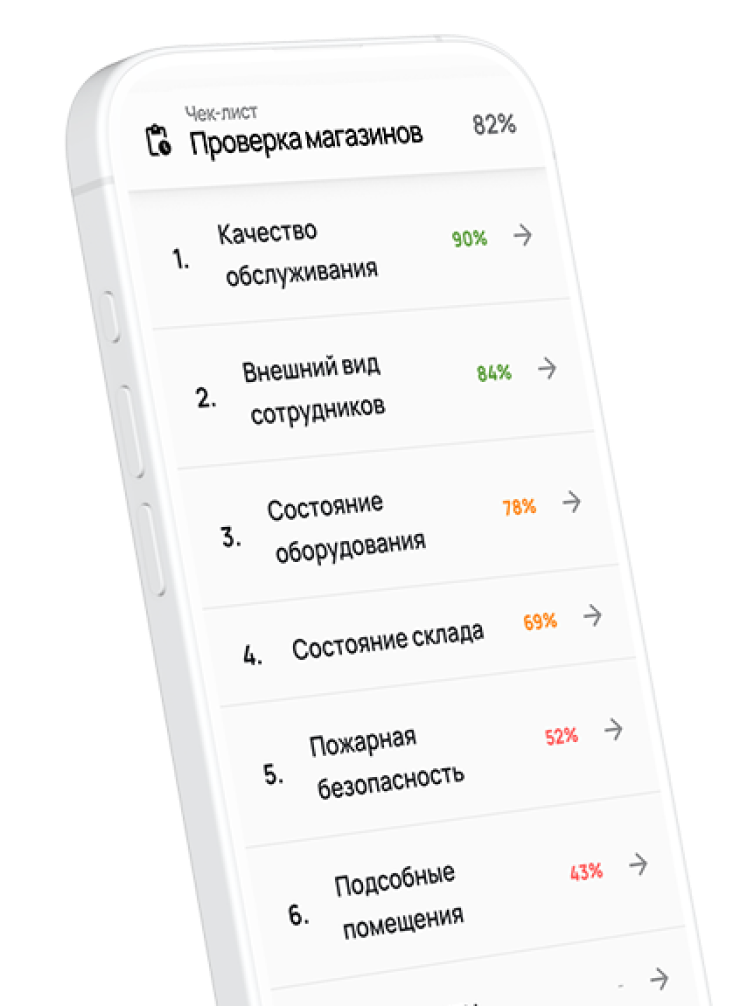 Чек-лист
Проверка магазинов 82%
1. Качество
обслуживания 90%
2. Внешний вид
сотрудников 84%
3. Состояние
оборудования 78%
4. Состояние склада 69%
5. Пожарная
безопасность 52%
6. Подсобные
помещения 43%
-